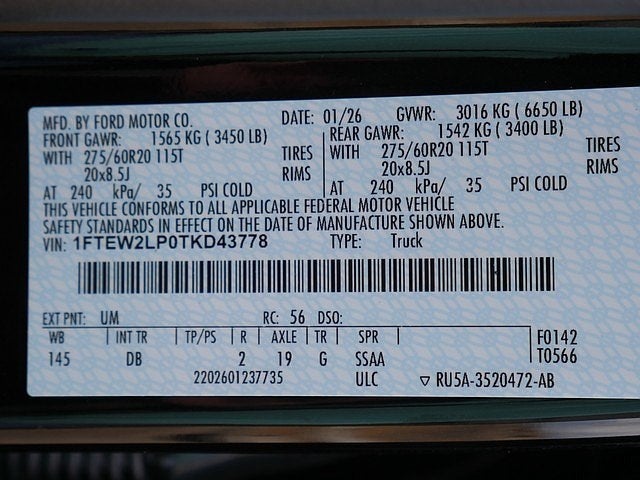 MFD. BY FORD MOTOR CO. DATE: 01/26 GVWR: 3016 KG ( 6650 LB)
FRONT GAWR: 1565 KG ( 3450 LB) REAR GAWR: 1542 KG ( 3400 LB)
WITH 275/60R20 115T TIRES WITH 275/60R20 115T TIRES
20x8.5J RIMS 20x8.5J RIMS
AT 240 kPa/ 35 PSI COLD AT 240 kPa/ 35 PSI COLD
THIS VEHICLE CONFORMS TO ALL APPLICABLE FEDERAL MOTOR VEHICLE
SAFETY STANDARDS IN EFFECT ON THE DATE OF MANUFACTURE SHOWN ABOVE.
VIN: 1FTEW2LP0TKD43778 TYPE: Truck
EXT PNT: UM RC: 56 DSO:
WB INT TR TP/PS R AXLE TR SPR F0142
145 DB 2 19 G SSAA T0566
2202601237735 ULC ▽ RU5A-3520472-AB